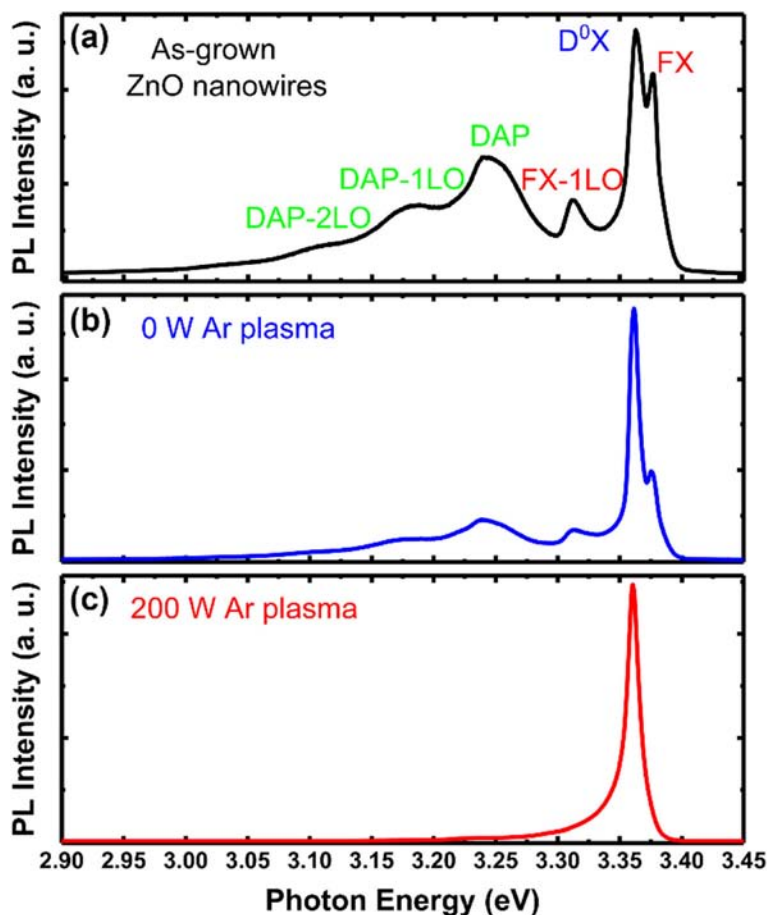 (a)
As-grown
ZnO nanowires
D⁰X
FX
DAP
DAP-1LO
FX-1LO
DAP-2LO
PL Intensity (a. u.)
(b)
0 W Ar plasma
PL Intensity (a. u.)
(c)
200 W Ar plasma
PL Intensity (a. u.)
2.90 2.95 3.00 3.05 3.10 3.15 3.20 3.25 3.30 3.35 3.40 3.45
Photon Energy (eV)